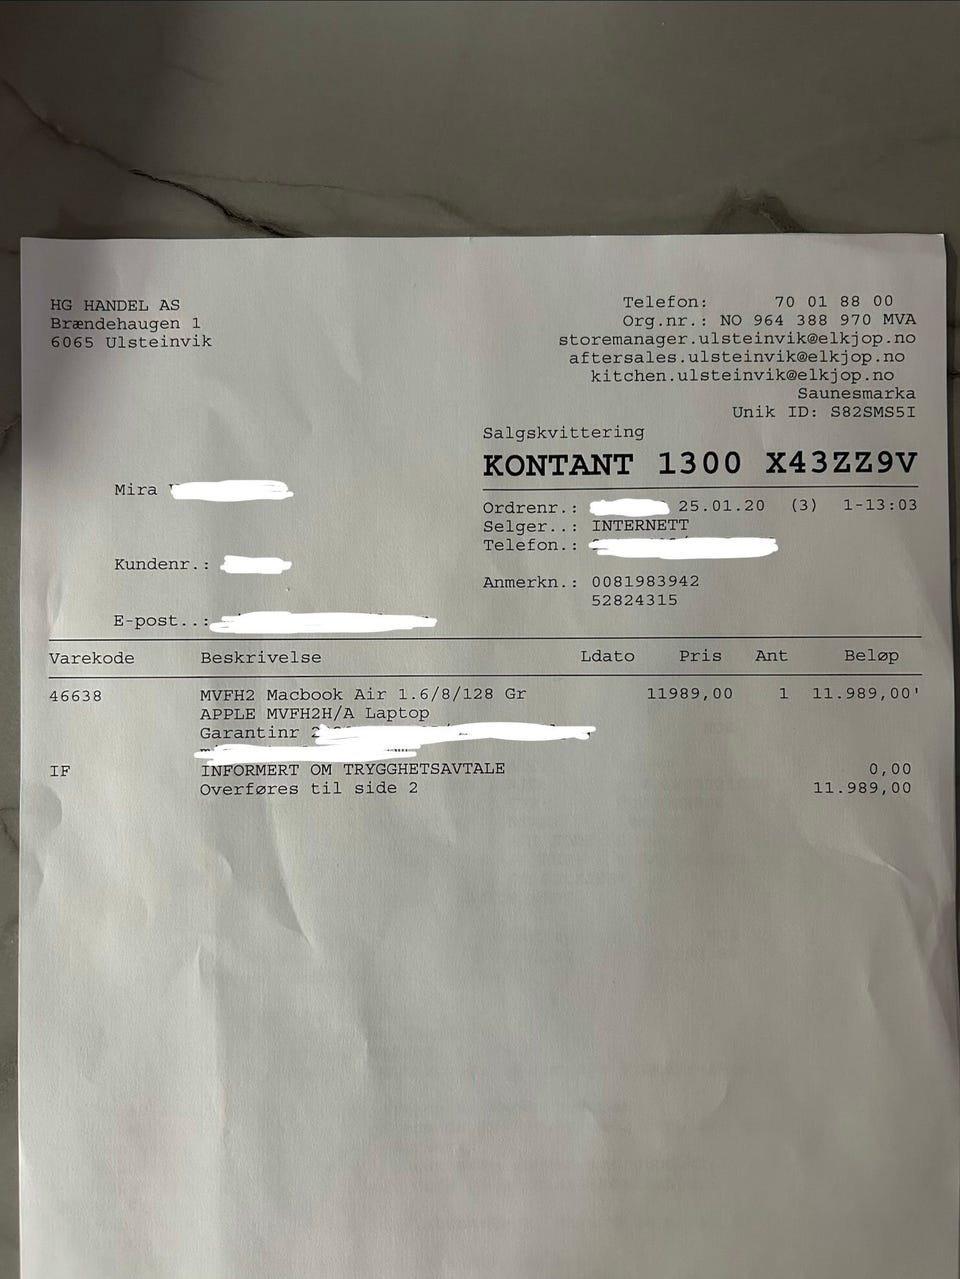 HG HANDEL AS
Brændehaugen 1
6065 Ulsteinvik
Telefon: 70 01 88 00
Org.nr.: NO 964 388 970 MVA
storemanager.ulsteinvik@elkjop.no
aftersales.ulsteinvik@elkjop.no
kitchen.ulsteinvik@elkjop.no
Saunesmarka
Unik ID: S82SMS5I
Salgskvittering
KONTANT 1300 X43ZZ9V
Mira
Ordrenr.: 25.01.20 (3) 1-13:03
Selger..: INTERNETT
Telefon.:
Kundenr.:
Anmerkn.: 0081983942
52824315
E-post..:
Varekode Beskrivelse Ldato Pris Ant Beløp
46638 MVFH2 Macbook Air 1.6/8/128 Gr 11989,00 1 11.989,00'
APPLE MVFH2H/A Laptop
Garantinr
IF INFORMERT OM TRYGGHETSAVTALE 0,00
Overføres til side 2 11.989,00